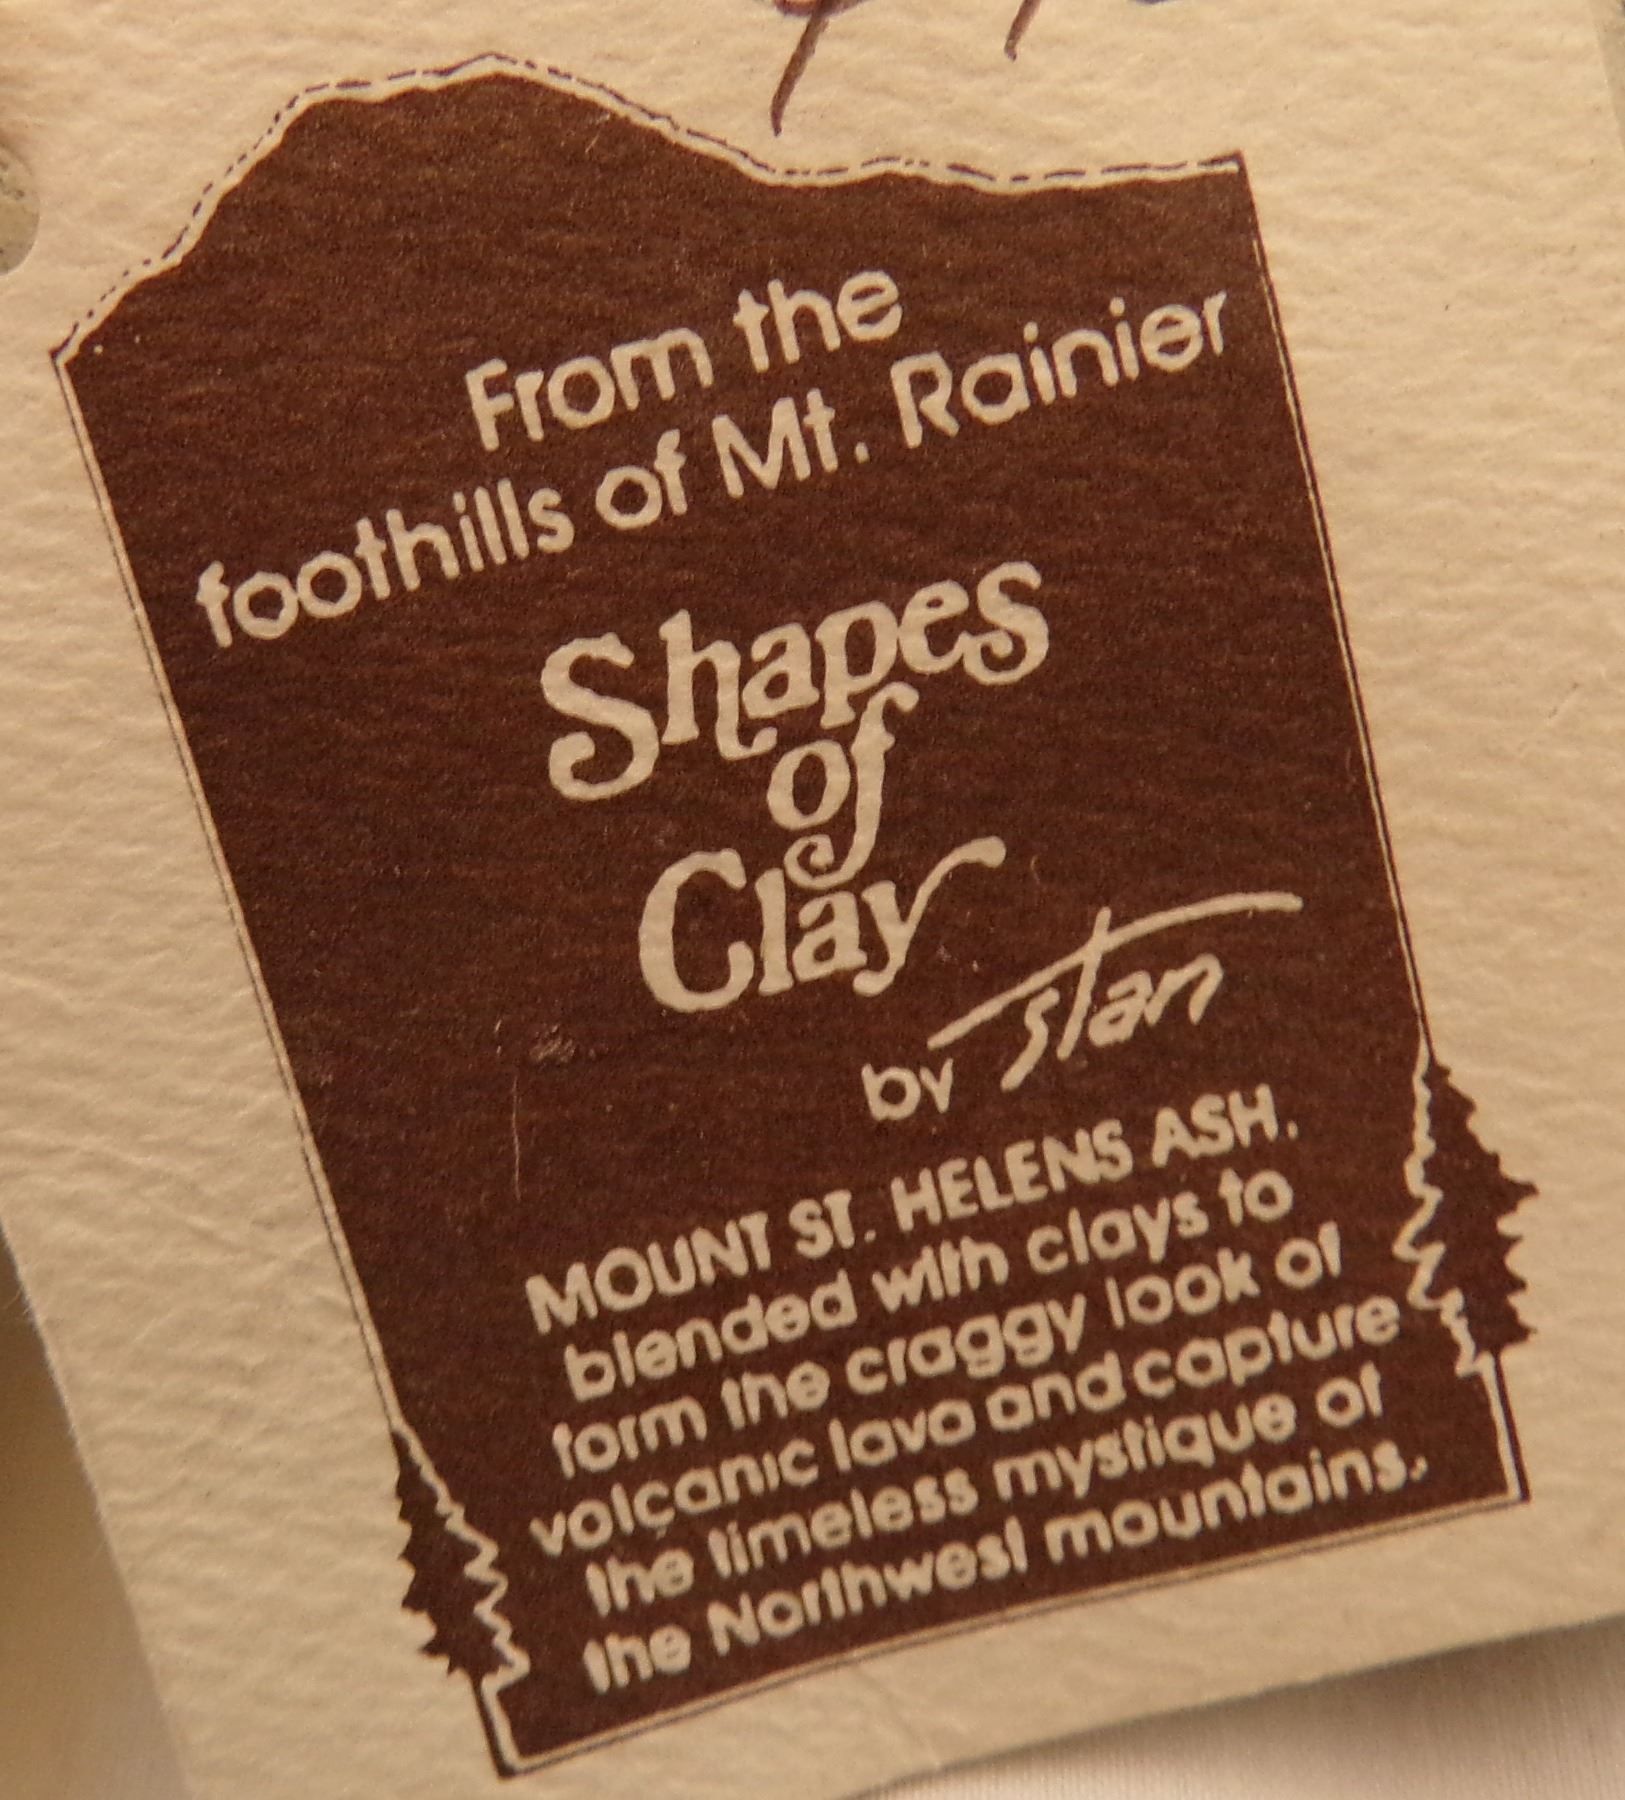 From the
foothills of Mt. Rainier
Shapes
of
Clay
by Stan
MOUNT ST. HELENS ASH.
blended with clays to
form the craggy look of
volcanic lava and capture
the timeless mystique of
the Northwest mountains.